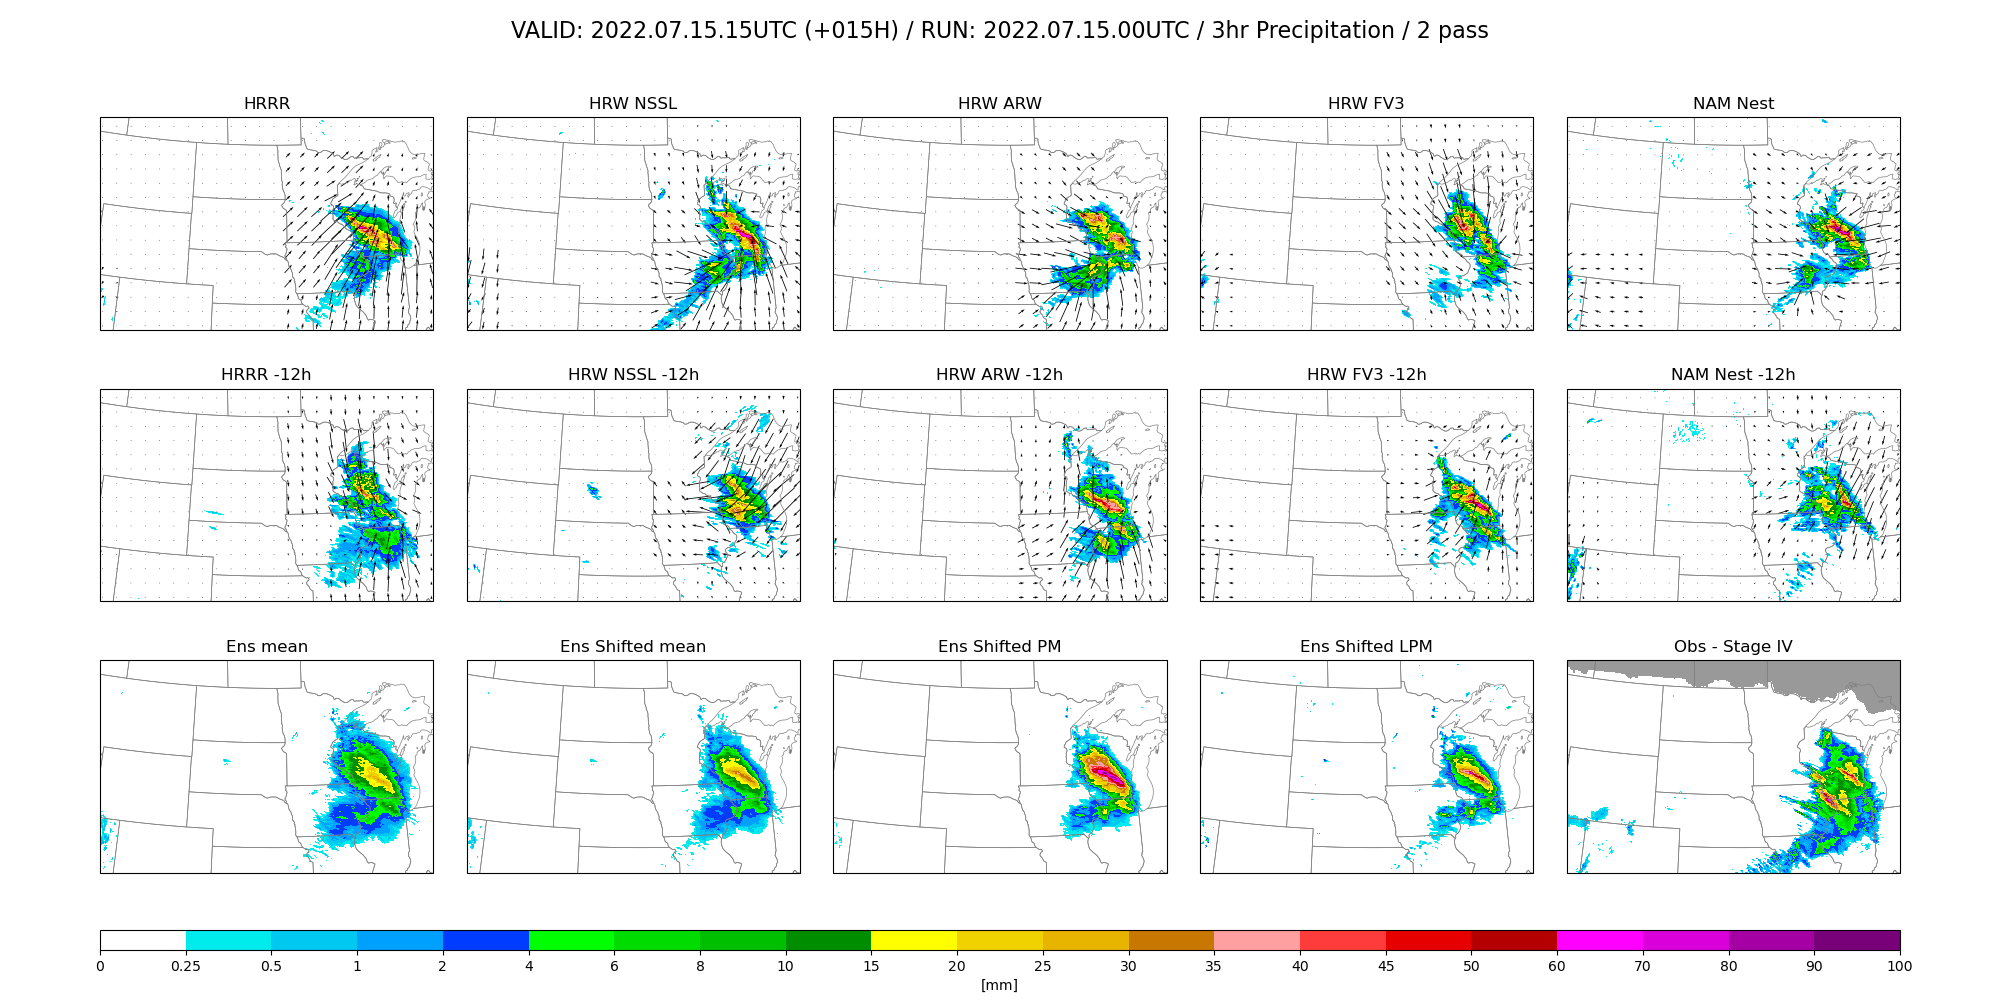 VALID: 2022.07.15.15UTC (+015H) / RUN: 2022.07.15.00UTC / 3hr Precipitation / 2 pass
HRRR
HRW NSSL
HRW ARW
HRW FV3
NAM Nest
HRRR -12h
HRW NSSL -12h
HRW ARW -12h
HRW FV3 -12h
NAM Nest -12h
Ens mean
Ens Shifted mean
Ens Shifted PM
Ens Shifted LPM
Obs - Stage IV
0 0.25 0.5 1 2 4 6 8 10 15 20 25 30 35 40 45 50 60 70 80 90 100
[mm]